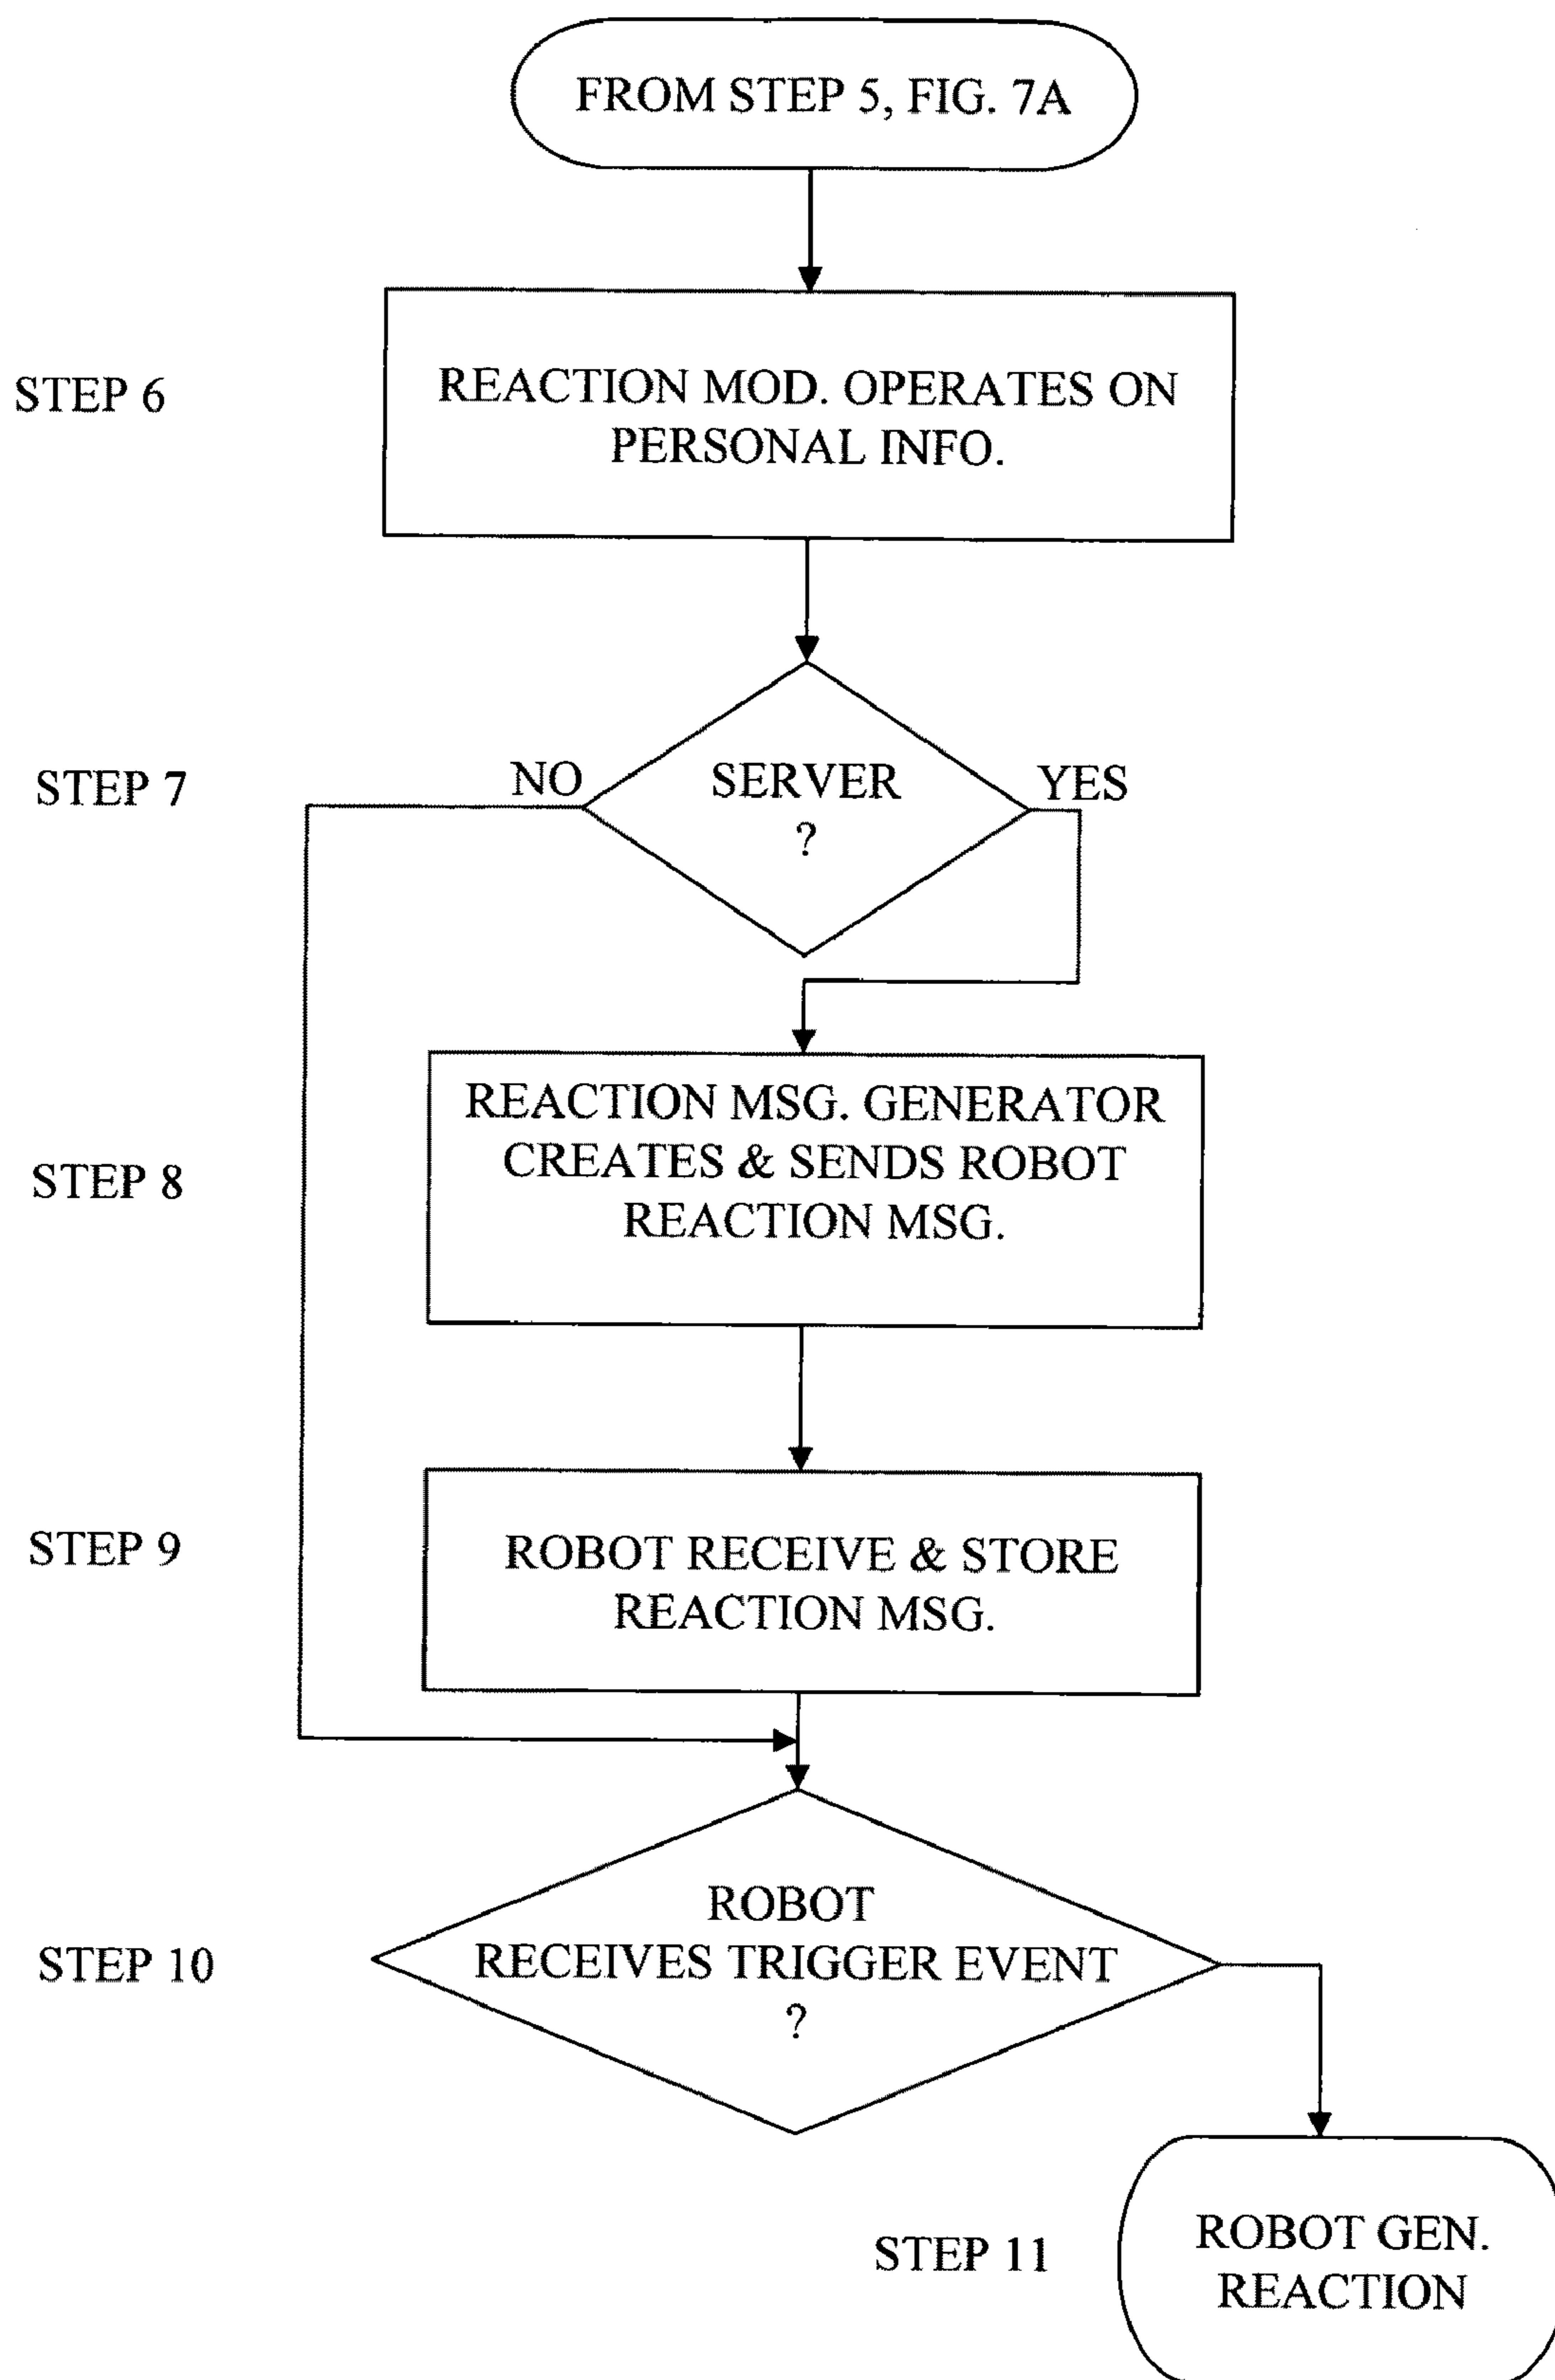 FROM STEP 5, FIG. 7A
STEP 6
REACTION MOD. OPERATES ON
PERSONAL INFO.
STEP 7
NO
SERVER
?
YES
STEP 8
REACTION MSG. GENERATOR
CREATES & SENDS ROBOT
REACTION MSG.
STEP 9
ROBOT RECEIVE & STORE
REACTION MSG.
STEP 10
ROBOT
RECEIVES TRIGGER EVENT
?
STEP 11
ROBOT GEN.
REACTION